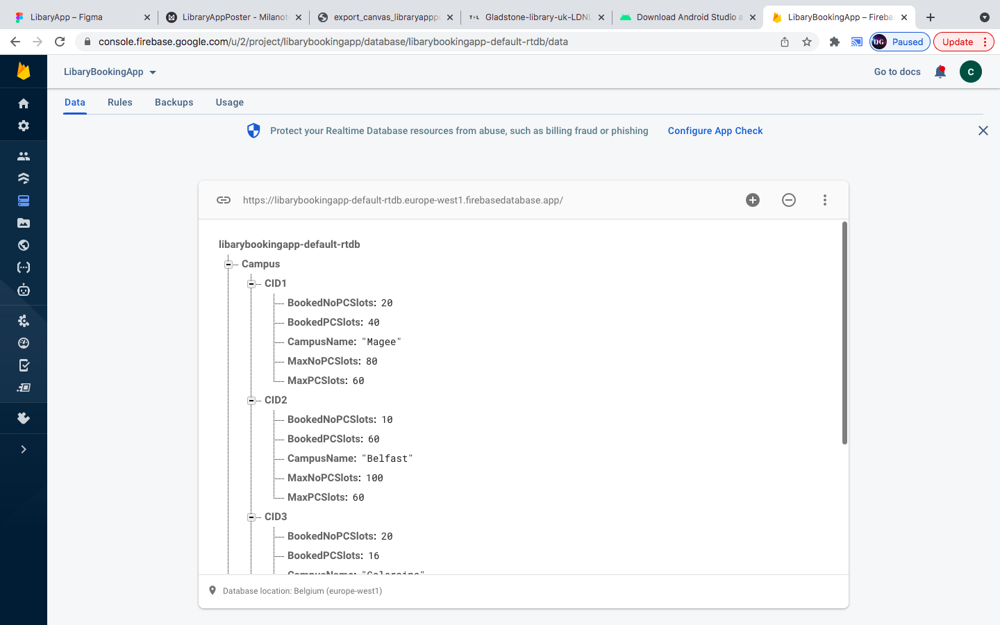 LibaryApp – Figma
LibraryAppPoster - Milanot
export_canvas_libraryapppo
T+L Gladstone-library-uk-LDNL
Download Android Studio a
LibaryBookingApp – Fireba
console.firebase.google.com/u/2/project/libarybookingapp/database/libarybookingapp-default-rtdb/data
DG
Paused
Update
LibaryBookingApp
Go to docs
C
Data
Rules
Backups
Usage
Protect your Realtime Database resources from abuse, such as billing fraud or phishing
Configure App Check
https://libarybookingapp-default-rtdb.europe-west1.firebasedatabase.app/
libarybookingapp-default-rtdb
Campus
CID1
BookedNoPCSlots: 20
BookedPCSlots: 40
CampusName: "Magee"
MaxNoPCSlots: 80
MaxPCSlots: 60
CID2
BookedNoPCSlots: 10
BookedPCSlots: 60
CampusName: "Belfast"
MaxNoPCSlots: 100
MaxPCSlots: 60
CID3
BookedNoPCSlots: 20
BookedPCSlots: 16
CampusName: "Coleraine"
Database location: Belgium (europe-west1)